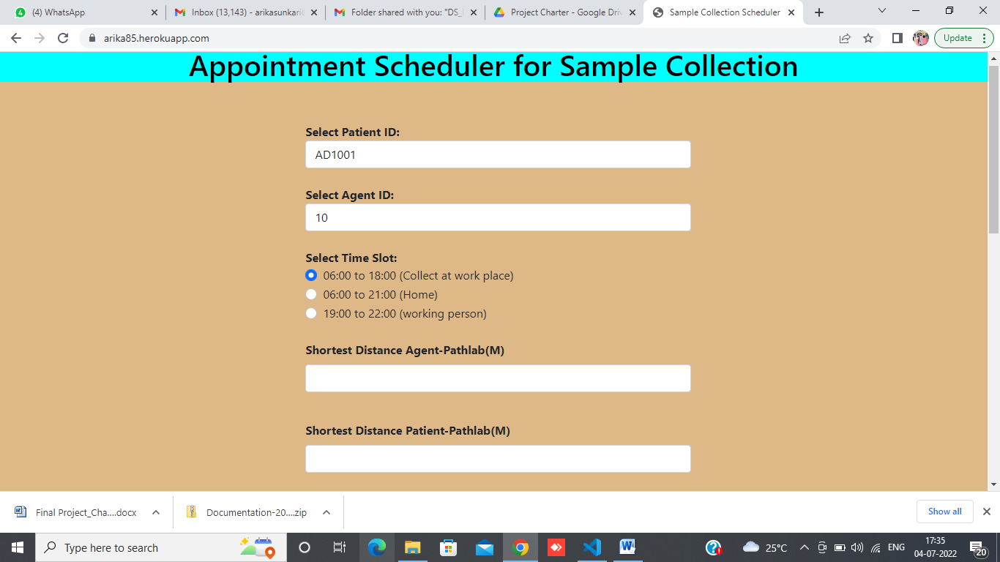 (4) WhatsApp
Inbox (13,143) - arikasunkari
Folder shared with you: "DS_
Project Charter - Google Driv
Sample Collection Scheduler
arika85.herokuapp.com
Update
Appointment Scheduler for Sample Collection
Select Patient ID:
AD1001
Select Agent ID:
10
Select Time Slot:
06:00 to 18:00 (Collect at work place)
06:00 to 21:00 (Home)
19:00 to 22:00 (working person)
Shortest Distance Agent-Pathlab(M)
Shortest Distance Patient-Pathlab(M)
Final Project_Cha....docx
Documentation-20....zip
Show all
Type here to search
25°C
ENG
17:35
04-07-2022
20